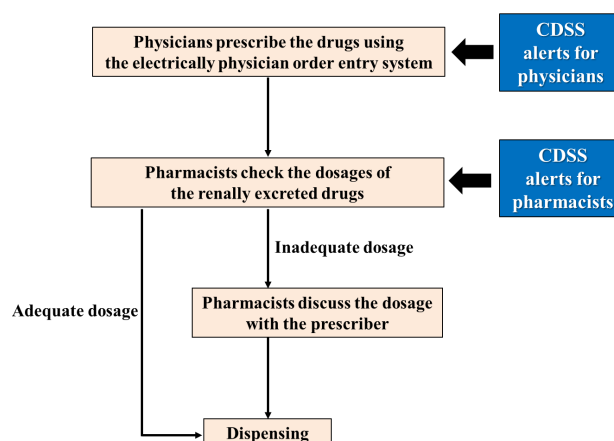 Physicians prescribe the drugs using
the electrically physician order entry system
CDSS
alerts for
physicians
Pharmacists check the dosages of
the renally excreted drugs
CDSS
alerts for
pharmacists
Inadequate dosage
Adequate dosage
Pharmacists discuss the dosage
with the prescriber
Dispensing